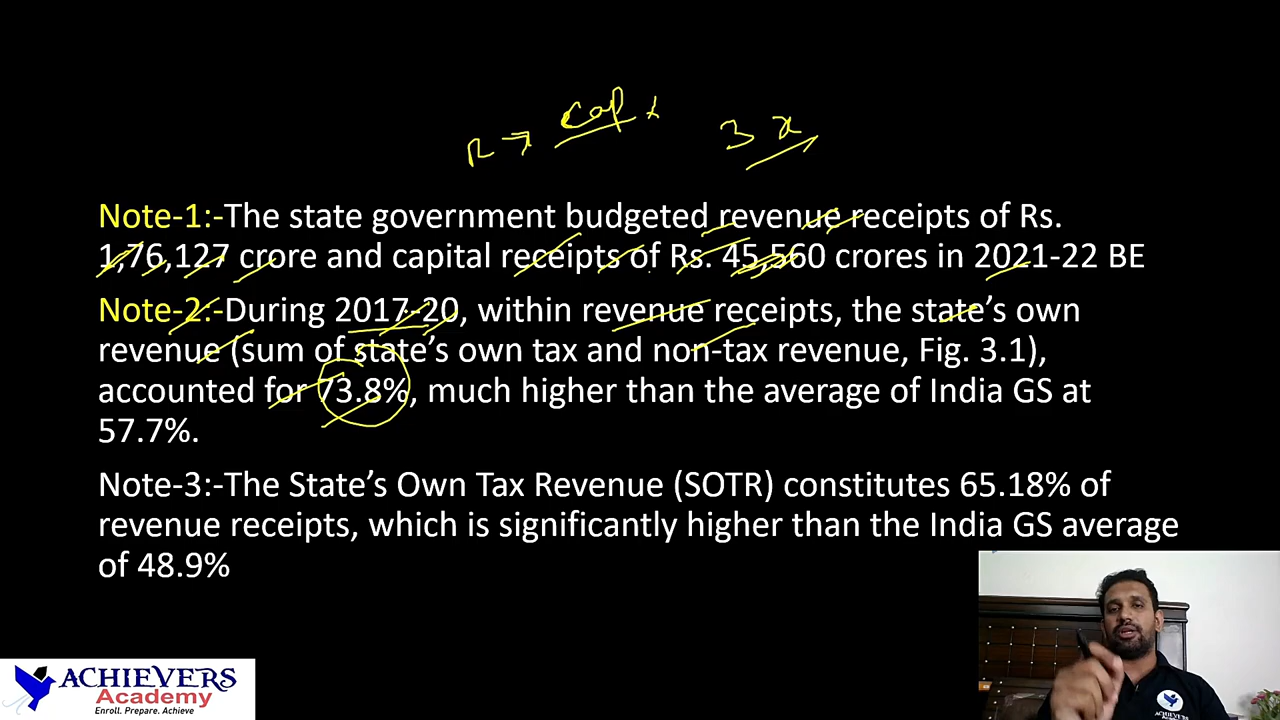 R → Cap +
3 x
Note-1:-The state government budgeted revenue receipts of Rs.
1,76,127 crore and capital receipts of Rs. 45,560 crores in 2021-22 BE
Note-2:-During 2017-20, within revenue receipts, the state’s own
revenue (sum of state’s own tax and non-tax revenue, Fig. 3.1),
accounted for 73.8%, much higher than the average of India GS at
57.7%.
Note-3:-The State’s Own Tax Revenue (SOTR) constitutes 65.18% of
revenue receipts, which is significantly higher than the India GS average
of 48.9%
ACHIEVERS
Academy
Enroll. Prepare. Achieve
ACHIEVERS